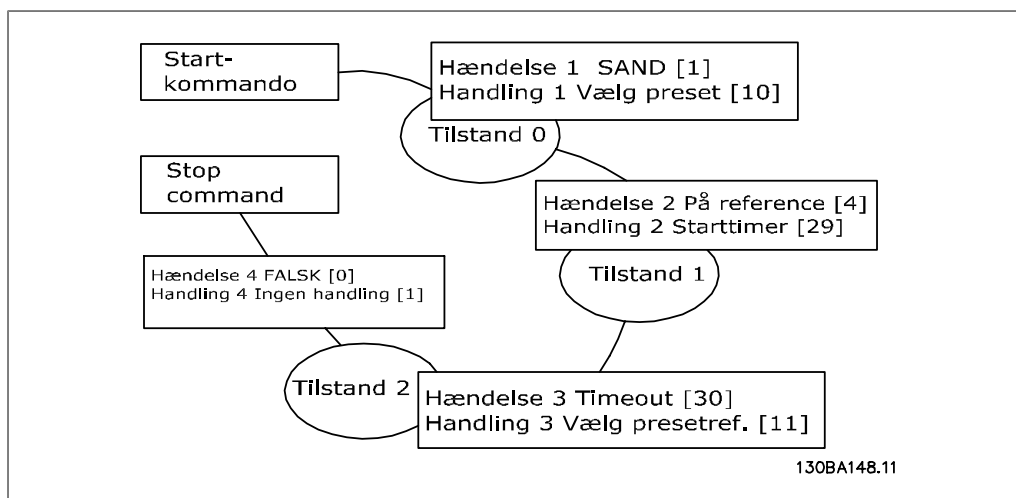 Start-
kommando
Hændelse 1 SAND [1]
Handling 1 Vælg preset [10]
Tilstand 0
Stop
command
Hændelse 2 På reference [4]
Handling 2 Starttimer [29]
Tilstand 1
Hændelse 4 FALSK [0]
Handling 4 Ingen handling [1]
Tilstand 2
Hændelse 3 Timeout [30]
Handling 3 Vælg presetref. [11]
130BA148.11